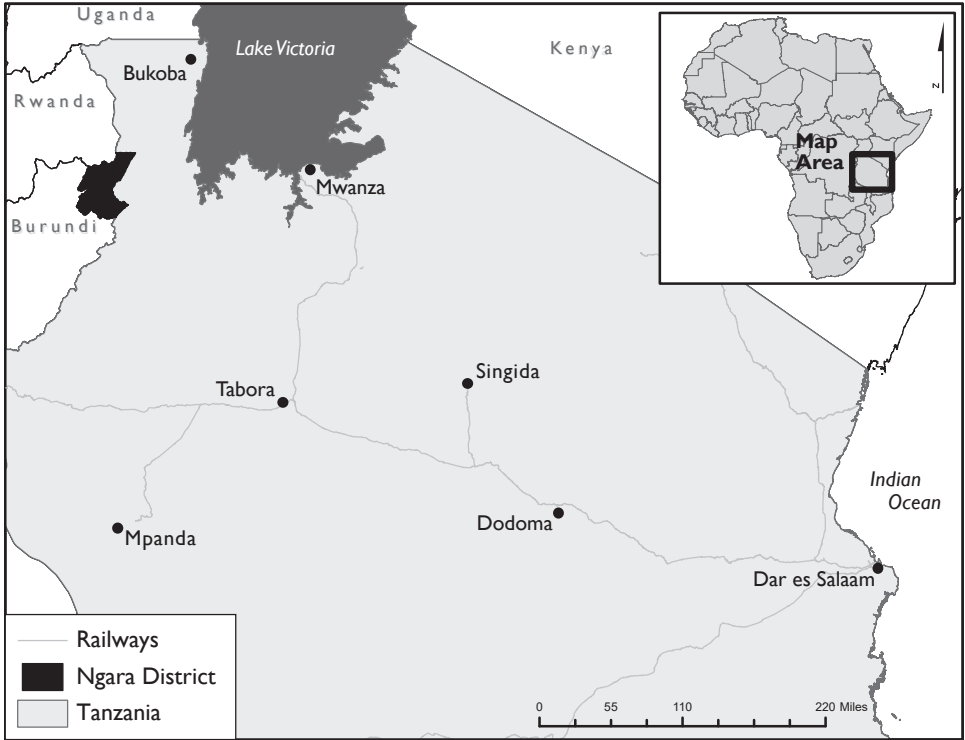 Uganda
Lake Victoria
Kenya
Bukoba
Rwanda
Mwanza
Burundi
N
Map
Area
Singida
Tabora
Indian
Ocean
Dodoma
Mpanda
Dar es Salaam
Railways
Ngara District
Tanzania
0 55 110 220 Miles